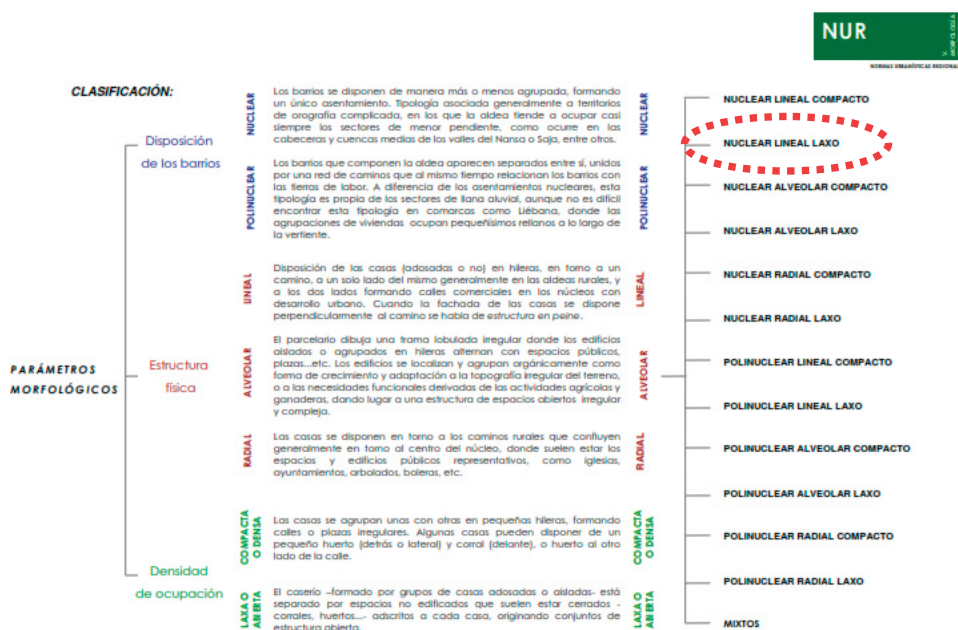 NUR
V.
MORFOLOGÍA
NORMAS URBANÍSTICAS REGIONALES
CLASIFICACIÓN:
PARÁMETROS
MORFOLÓGICOS
Disposición
de los barrios
NUCLEAR
Los barrios se disponen de manera más o menos agrupada, formando
un único asentamiento. Tipología asociada generalmente a territorios
de orografía complicada, en los que la aldea tiende a ocupar casi
siempre los sectores de menor pendiente, como ocurre en las
cabeceras y cuencas medias de los valles del Nansa o Saja, entre otros.
NUCLEAR
POLINUCLEAR
Los barrios que componen la aldea aparecen separados entre sí, unidos
por una red de caminos que al mismo tiempo relacionan los barrios con
las tierras de labor. A diferencia de los asentamientos nucleares, esta
tipología es propia de los sectores de llana aluvial, aunque no es difícil
encontrar esta tipología en comarcas como Liébana, donde las
agrupaciones de viviendas ocupan pequeñísimos rellanos a lo largo de
la vertiente.
POLINUCLEAR
Estructura
física
LINEAL
Disposición de las casas (adosadas o no) en hileras, en torno a un
camino, a un solo lado del mismo generalmente en las aldeas rurales, y
a los dos lados formando calles comerciales en los núcleos con
desarrollo urbano. Cuando la fachada de las casas se dispone
perpendicularmente al camino se habla de estructura en peine.
LINEAL
ALVEOLAR
El parcelario dibuja una trama lobulada irregular donde los edificios
aislados o agrupados en hileras alternan con espacios públicos,
plazas...etc. Los edificios se localizan y agrupan orgánicamente como
forma de crecimiento y adaptación a la topografía irregular del terreno,
o a las necesidades funcionales derivadas de las actividades agrícolas y
ganaderas, dando lugar a una estructura de espacios abiertos irregular
y compleja.
ALVEOLAR
RADIAL
Las casas se disponen en torno a los caminos rurales que confluyen
generalmente en torno al centro del núcleo, donde suelen estar los
espacios y edificios públicos representativos, como iglesias,
ayuntamientos, arbolados, boleras, etc.
RADIAL
Densidad
de ocupación
COMPACTA
O DENSA
Las casas se agrupan unas con otras en pequeñas hileras, formando
calles o plazas irregulares. Algunas casas pueden disponer de un
pequeño huerto (detrás o lateral) y corral (delante), o huerto al otro
lado de la calle.
COMPACTA
O DENSA
LAXA O
ABIERTA
El caserío –formado por grupos de casas adosadas o aisladas- está
separado por espacios no edificados que suelen estar cerrados -
corrales, huertos...- adscritos a cada casa, originando conjuntos de
estructura abierta.
LAXA O
ABIERTA
NUCLEAR LINEAL COMPACTO
NUCLEAR LINEAL LAXO
NUCLEAR ALVEOLAR COMPACTO
NUCLEAR ALVEOLAR LAXO
NUCLEAR RADIAL COMPACTO
NUCLEAR RADIAL LAXO
POLINUCLEAR LINEAL COMPACTO
POLINUCLEAR LINEAL LAXO
POLINUCLEAR ALVEOLAR COMPACTO
POLINUCLEAR ALVEOLAR LAXO
POLINUCLEAR RADIAL COMPACTO
POLINUCLEAR RADIAL LAXO
MIXTOS